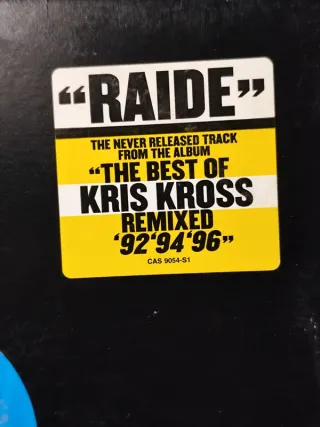 “RAIDE”
THE NEVER RELEASED TRACK
FROM THE ALBUM
“THE BEST OF
KRIS KROSS
REMIXED
‘92‘94‘96”
CAS 9054-S1